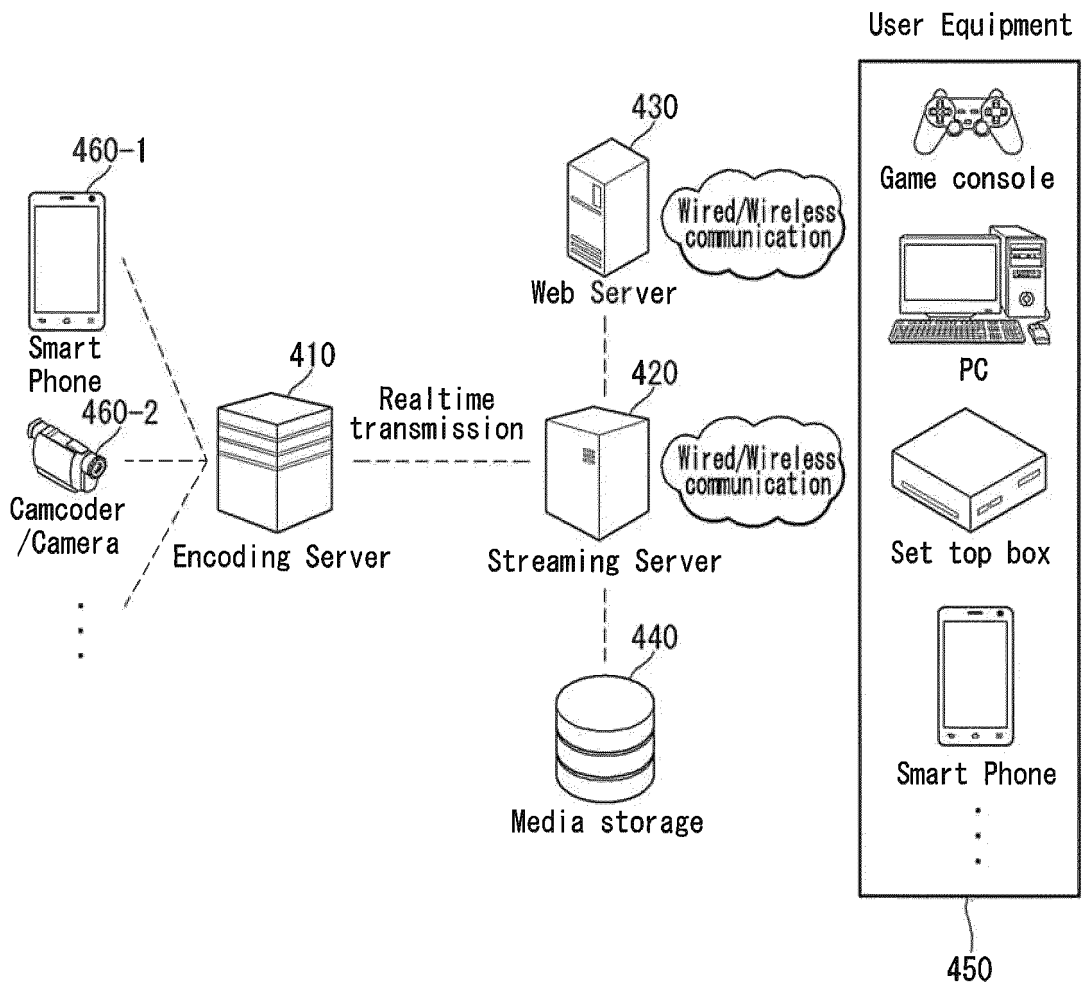 User Equipment
430
460-1
Game console
Wired/Wireless
communication
Web Server
Smart
Phone
410
420
PC
460-2
Realtime
transmission
Wired/Wireless
communication
Camcoder
/Camera
Encoding Server
Streaming Server
Set top box
440
Smart Phone
Media storage
450